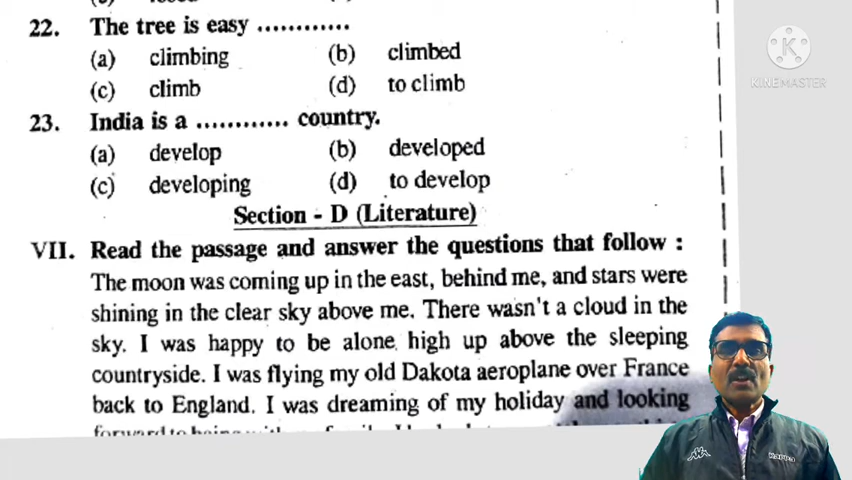 22. The tree is easy ............
(a) climbing (b) climbed
(c) climb (d) to climb
23. India is a ............ country.
(a) develop (b) developed
(c) developing (d) to develop
Section - D (Literature)
VII. Read the passage and answer the questions that follow :
The moon was coming up in the east, behind me, and stars were
shining in the clear sky above me. There wasn't a cloud in the
sky. I was happy to be alone high up above the sleeping
countryside. I was flying my old Dakota aeroplane over France
back to England. I was dreaming of my holiday and looking
K
KINEMASTER
Kappa